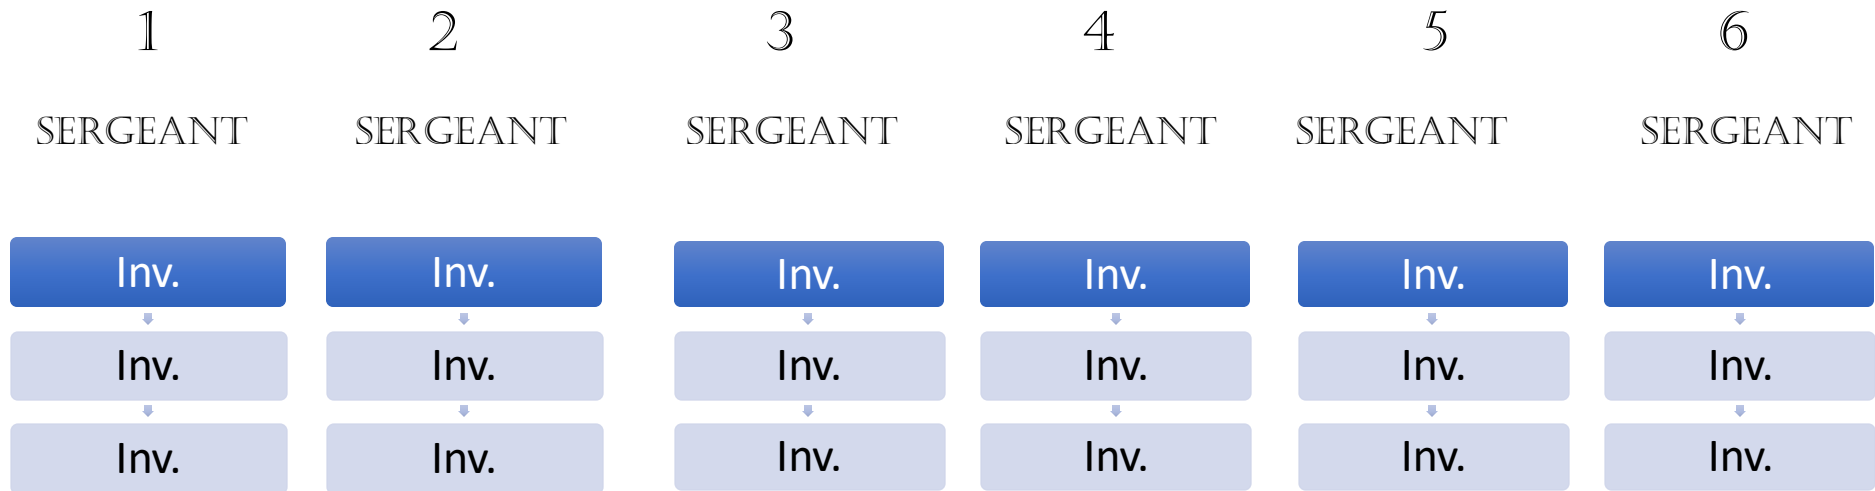 1 2 3 4 5 6
SERGEANT SERGEANT SERGEANT SERGEANT SERGEANT SERGEANT
Inv. Inv. Inv. Inv. Inv. Inv.
Inv. Inv. Inv. Inv. Inv. Inv.
Inv. Inv. Inv. Inv. Inv. Inv.